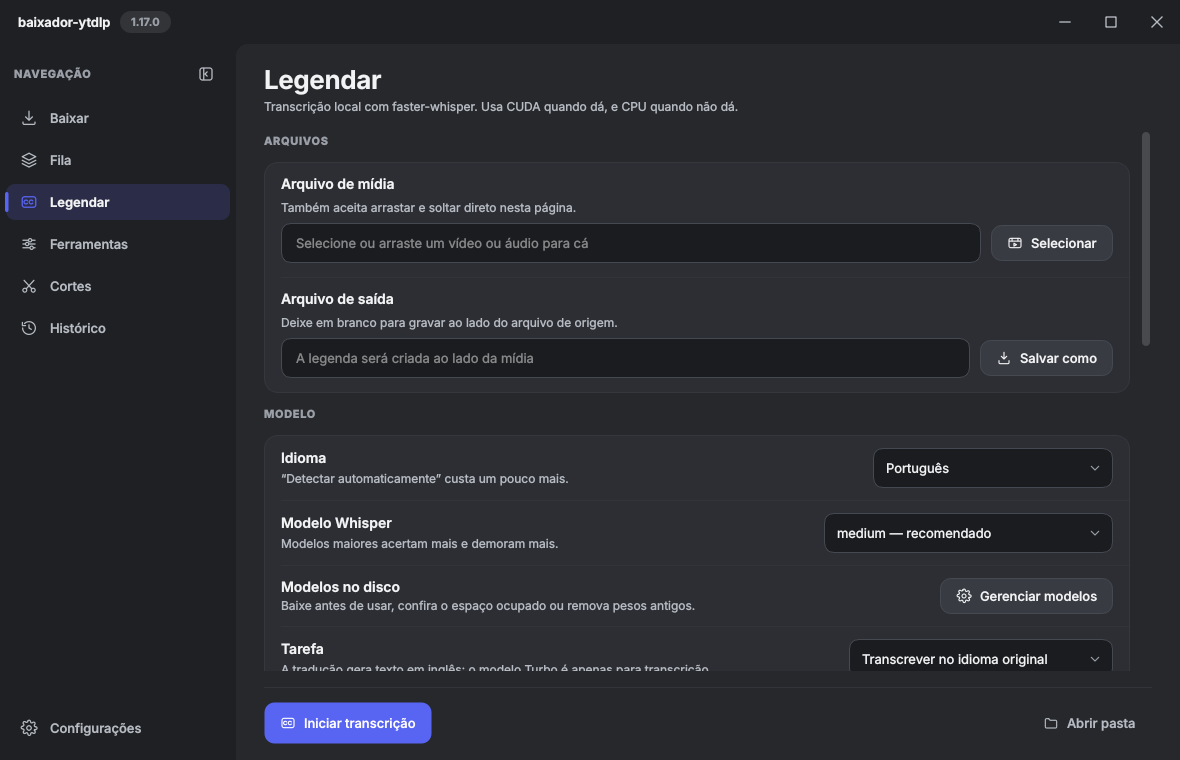 baixador-ytdlp 1.17.0
NAVEGAÇÃO
Baixar
Fila
Legendar
Ferramentas
Cortes
Histórico
Configurações
Legendar
Transcrição local com faster-whisper. Usa CUDA quando dá, e CPU quando não dá.
ARQUIVOS
Arquivo de mídia
Também aceita arrastar e soltar direto nesta página.
Selecione ou arraste um vídeo ou áudio para cá
Selecionar
Arquivo de saída
Deixe em branco para gravar ao lado do arquivo de origem.
A legenda será criada ao lado da mídia
Salvar como
MODELO
Idioma
“Detectar automaticamente” custa um pouco mais.
Português
Modelo Whisper
Modelos maiores acertam mais e demoram mais.
medium — recomendado
Modelos no disco
Baixe antes de usar, confira o espaço ocupado ou remova pesos antigos.
Gerenciar modelos
Tarefa
A tradução gera texto em inglês; o modelo Turbo é apenas para transcrição.
Transcrever no idioma original
CC Iniciar transcrição
Abrir pasta